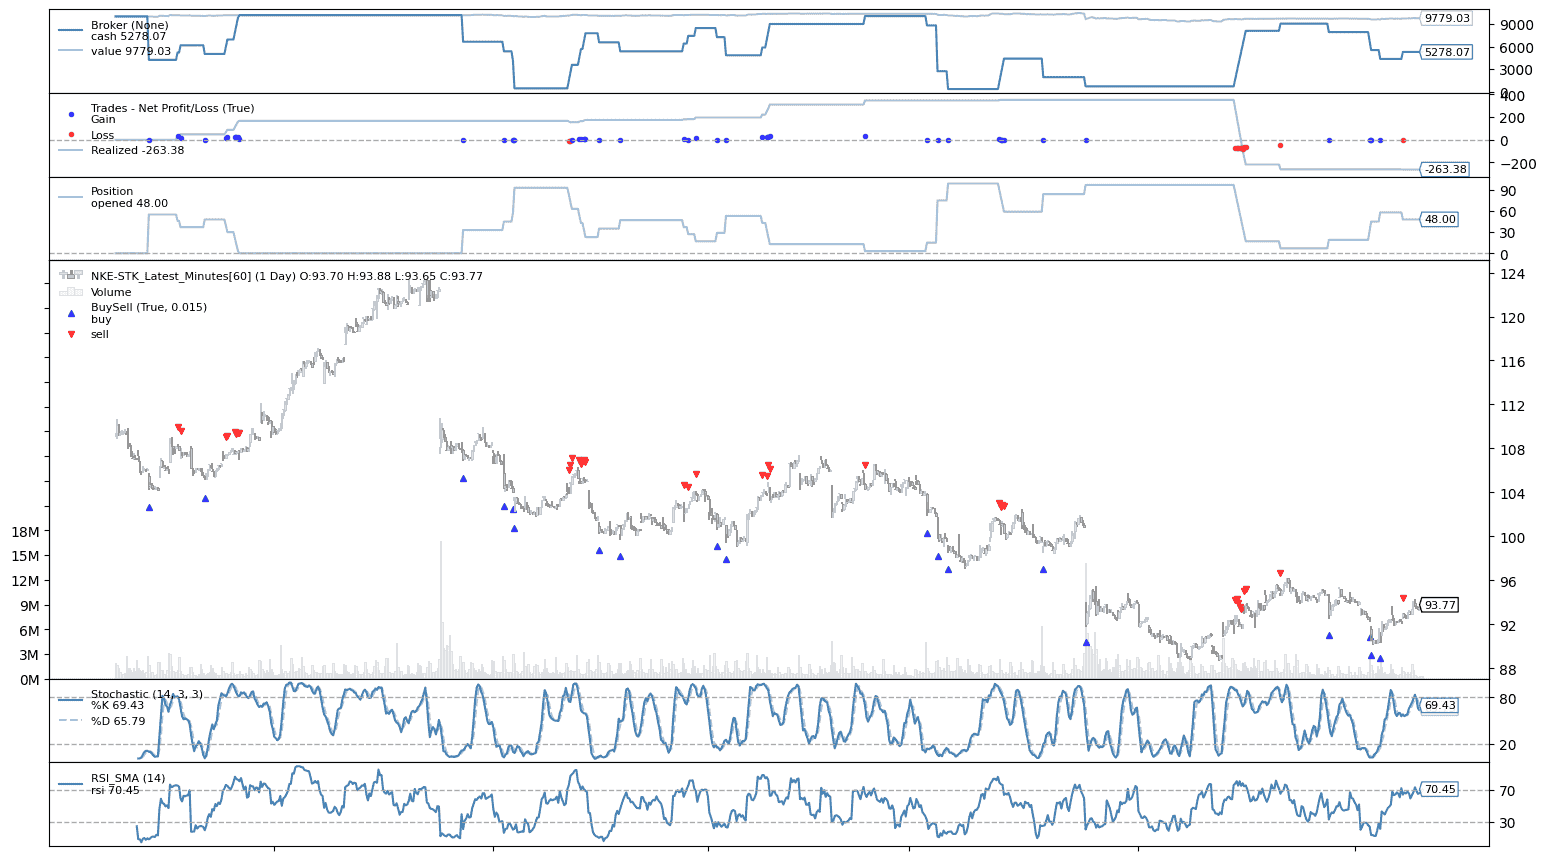 Broker (None)
cash 5278.07
value 9779.03
9000
6000
3000
0
9779.03
5278.07
Trades - Net Profit/Loss (True)
Gain
Loss
Realized -263.38
400
200
0
−200
-263.38
Position
opened 48.00
90
60
30
0
48.00
NKE-STK_Latest_Minutes[60] (1 Day) O:93.70 H:93.88 L:93.65 C:93.77
Volume
BuySell (True, 0.015)
buy
sell
124
120
116
112
108
104
100
96
92
88
93.77
18M
15M
12M
9M
6M
3M
0M
Stochastic (14, 3, 3)
%K 69.43
%D 65.79
80
20
69.43
RSI_SMA (14)
rsi 70.45
70
30
70.45